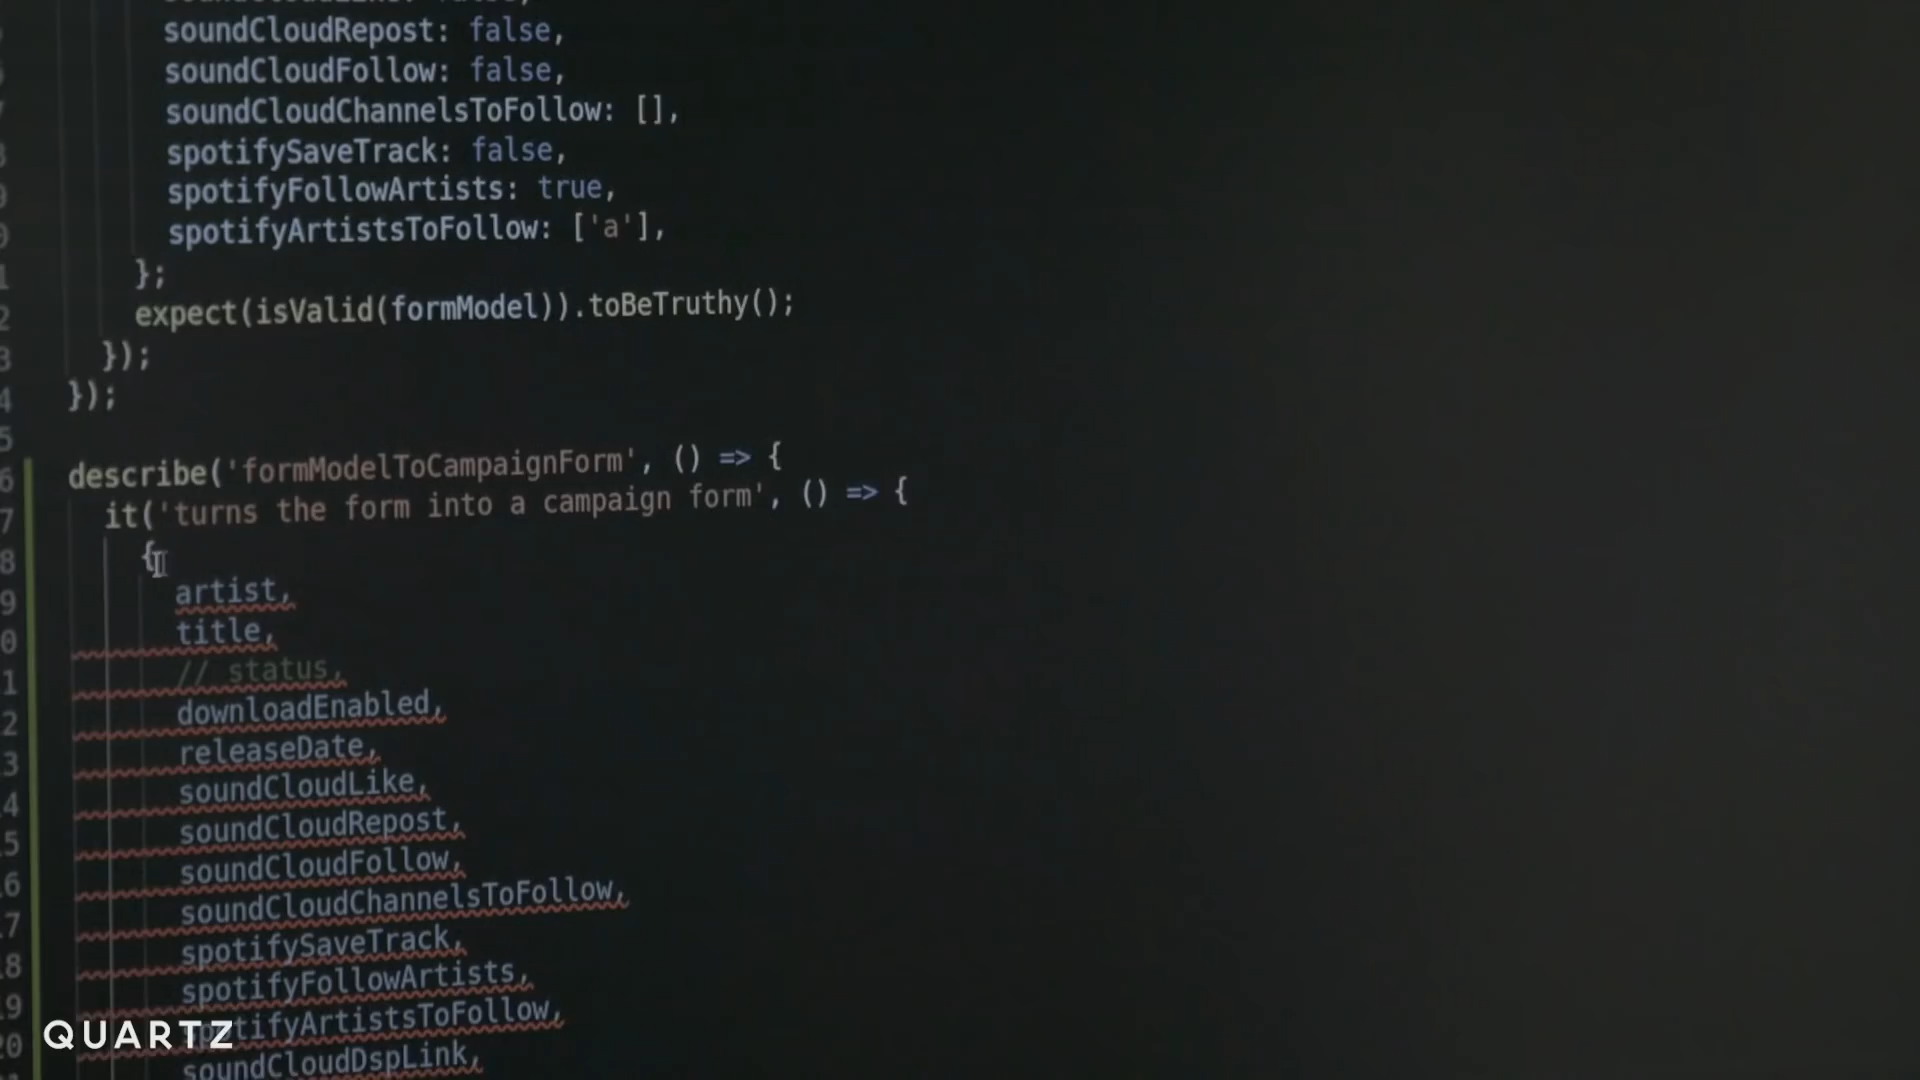 soundCloudRepost: false,
soundCloudFollow: false,
soundCloudChannelsToFollow: [],
spotifySaveTrack: false,
spotifyFollowArtists: true,
spotifyArtistsToFollow: ['a'],
};
expect(isValid(formModel)).toBeTruthy();
});
});
describe('formModelToCampaignForm', () => {
it('turns the form into a campaign form', () => {
{
artist,
title,
// status,
downloadEnabled,
releaseDate,
soundCloudLike,
soundCloudRepost,
soundCloudFollow,
soundCloudChannelsToFollow,
spotifySaveTrack,
spotifyFollowArtists,
spotifyArtistsToFollow,
soundCloudDspLink,
QUARTZ